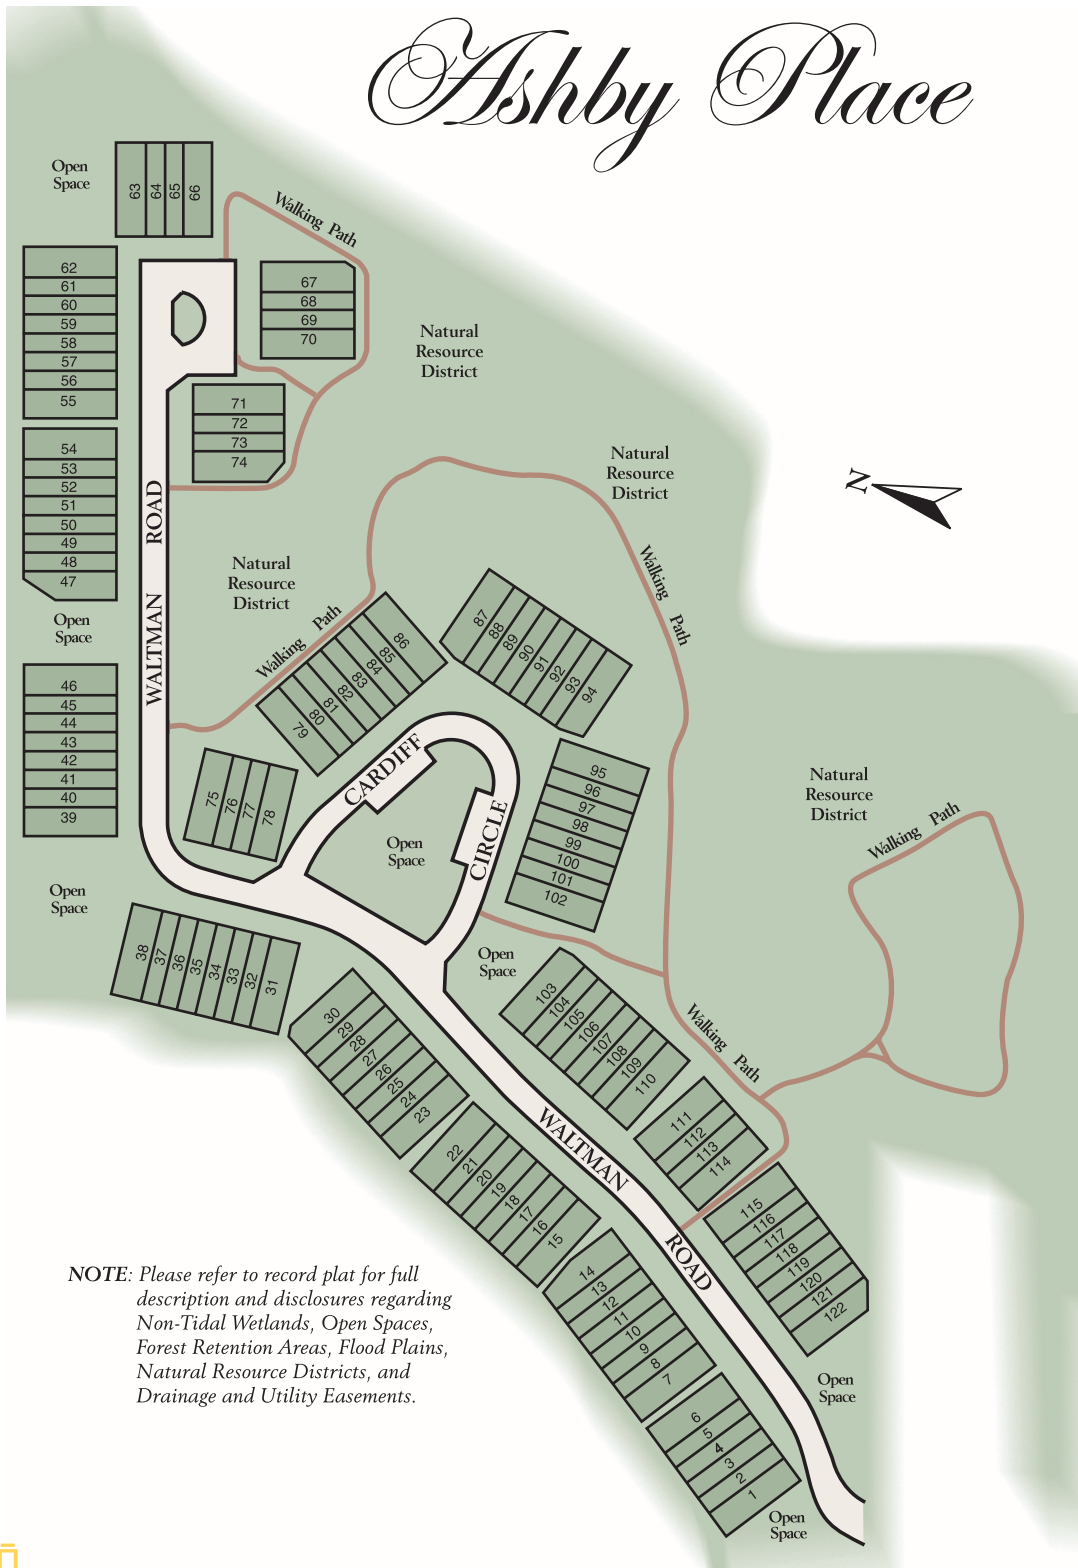 Ashby Place
Open
Space
63
64
65
66
Walking Path
62
61
60
59
58
57
56
55
67
68
69
70
Natural
Resource
District
71
72
73
74
54
53
52
51
50
49
48
47
WALTMAN ROAD
Natural
Resource
District
N
Natural
Resource
District
Walking Path
Walking Path
Open
Space
46
45
44
43
42
41
40
39
79
80
81
82
83
84
85
86
87
88
89
90
91
92
93
94
75
76
77
78
CARDIFF
CIRCLE
Open
Space
95
96
97
98
99
100
101
102
Natural
Resource
District
Walking Path
Open
Space
38
37
36
35
34
33
32
31
Open
Space
103
104
105
106
107
108
109
110
Walking Path
30
29
28
27
26
25
24
23
111
112
113
114
22
21
20
19
18
17
16
15
WALTMAN
ROAD
115
116
117
118
119
120
121
122
14
13
12
11
10
9
8
7
NOTE: Please refer to record plat for full
description and disclosures regarding
Non-Tidal Wetlands, Open Spaces,
Forest Retention Areas, Flood Plains,
Natural Resource Districts, and
Drainage and Utility Easements.
Open
Space
6
5
4
3
2
1
Open
Space